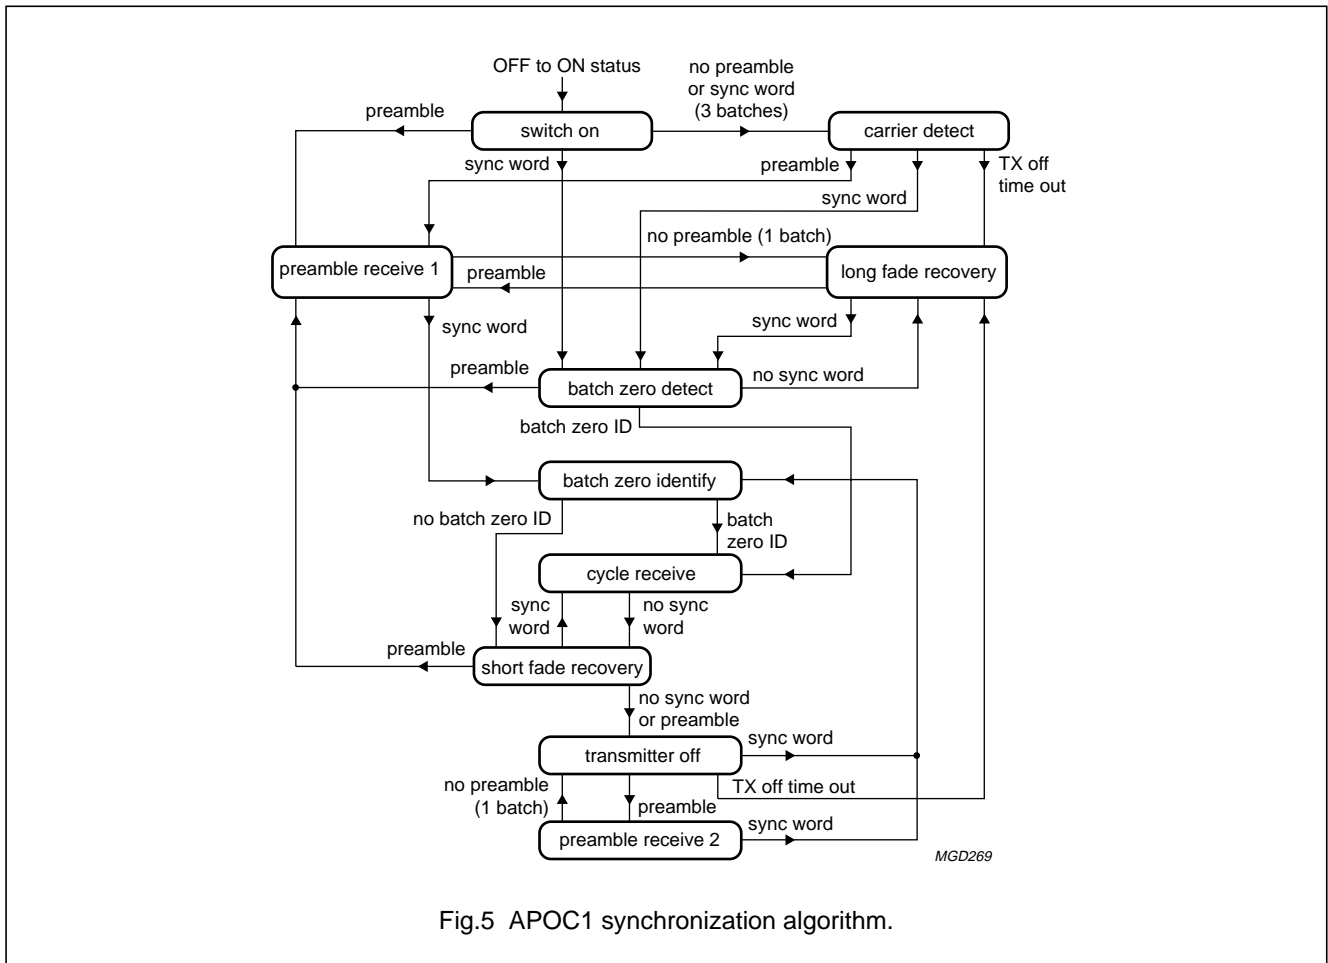 OFF to ON status
no preamble
or sync word
(3 batches)
preamble
switch on
carrier detect
sync word
preamble
TX off
time out
sync word
no preamble (1 batch)
preamble receive 1
preamble
long fade recovery
sync word
sync word
preamble
batch zero detect
no sync word
batch zero ID
batch zero identify
no batch zero ID
batch
zero ID
cycle receive
sync
word
no sync
word
preamble
short fade recovery
no sync word
or preamble
transmitter off
sync word
no preamble
(1 batch)
preamble
TX off time out
preamble receive 2
sync word
MGD269
Fig.5 APOC1 synchronization algorithm.